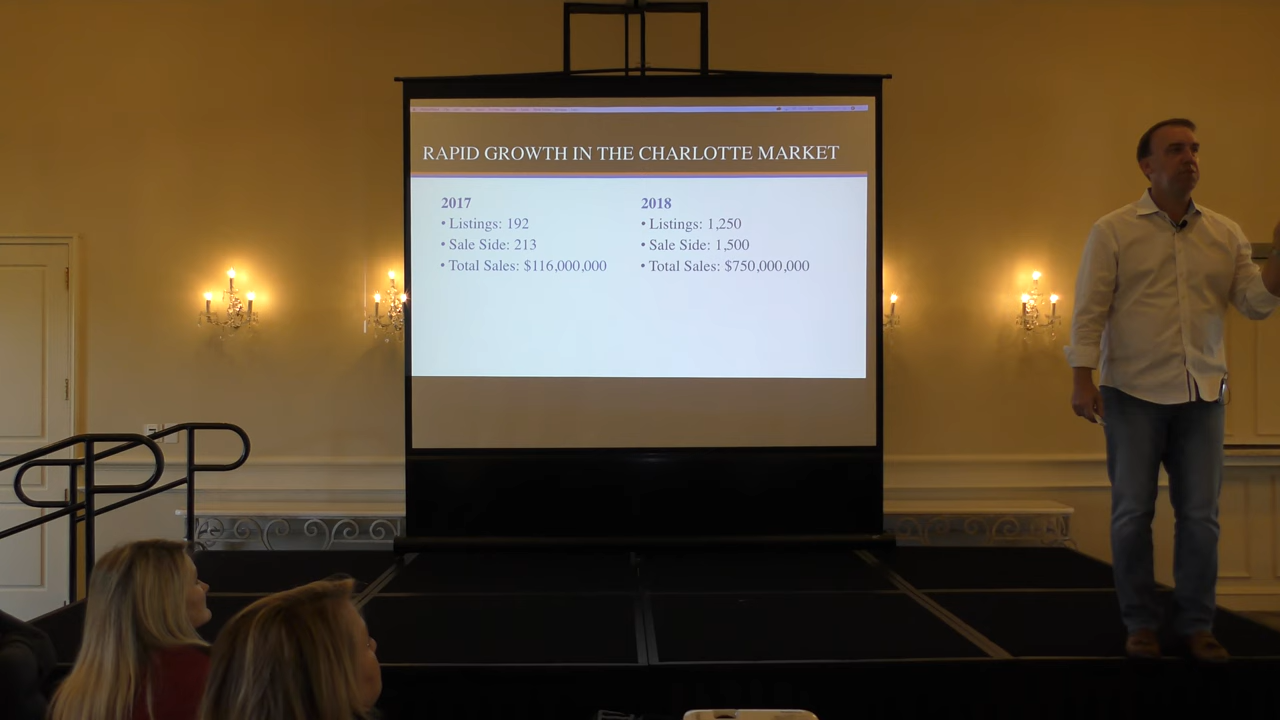 RAPID GROWTH IN THE CHARLOTTE MARKET
2017
• Listings: 192
• Sale Side: 213
• Total Sales: $116,000,000
2018
• Listings: 1,250
• Sale Side: 1,500
• Total Sales: $750,000,000